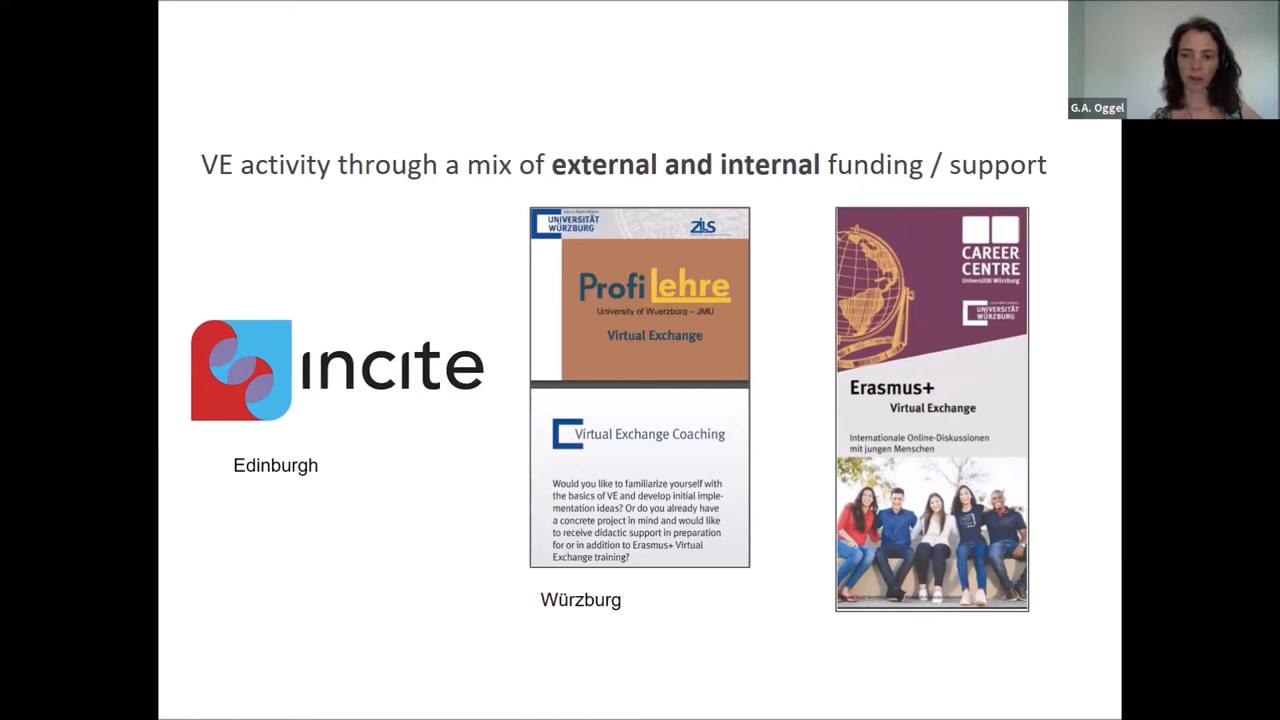 G.A. Oggel
VE activity through a mix of external and internal funding / support
incite
Edinburgh
UNIVERSITÄT
WÜRZBURG
ZiLS
Profilehre
University of Wuerzburg – JMU
Virtual Exchange
Virtual Exchange Coaching
Would you like to familiarize yourself with
the basics of VE and develop initial imple-
mentation ideas? Or do you already have
a concrete project in mind and would like
to receive didactic support in preparation
for or in addition to Erasmus+ Virtual
Exchange training?
Würzburg
CAREER
CENTRE
Universität Würzburg
UNIVERSITÄT
WÜRZBURG
Erasmus+
Virtual Exchange
Internationale Online-Diskussionen
mit jungen Menschen